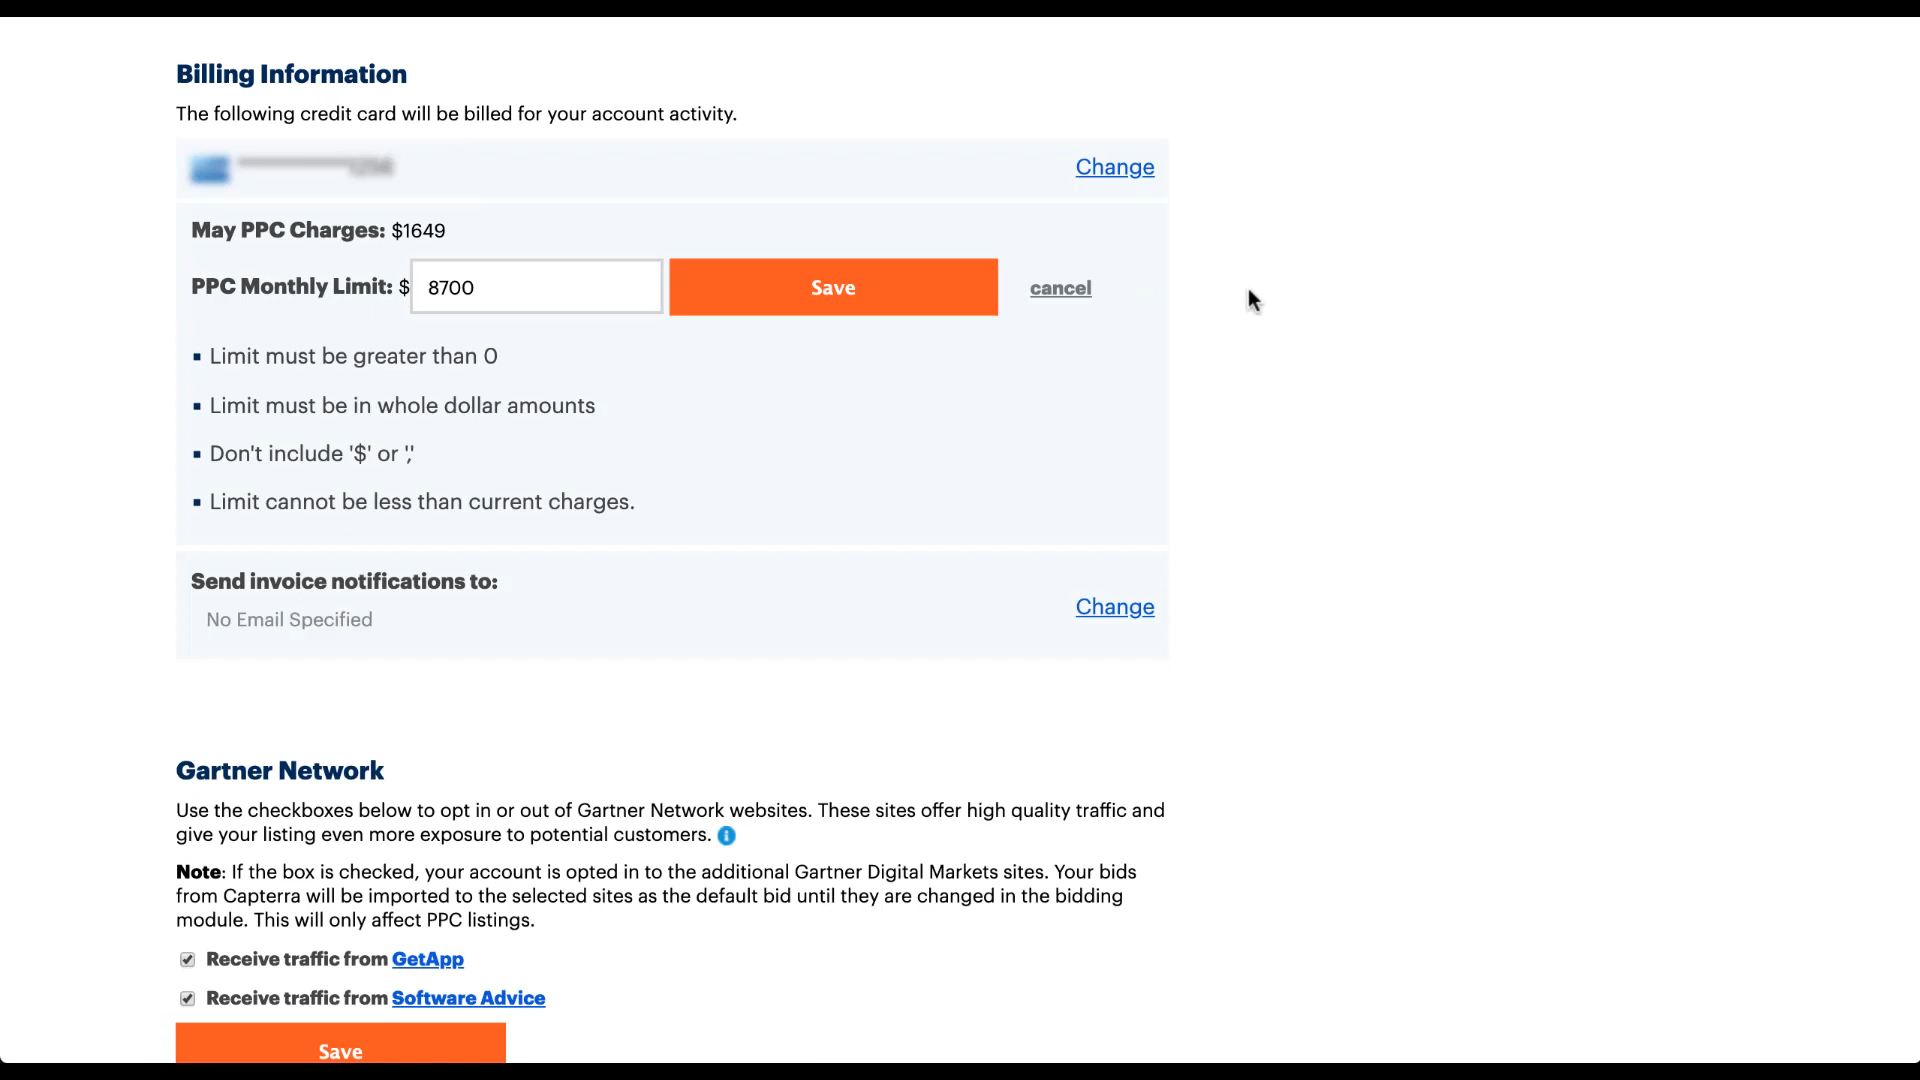 Billing Information
The following credit card will be billed for your account activity.
Change
May PPC Charges: $1649
PPC Monthly Limit: $ 8700 Save cancel
▪ Limit must be greater than 0
▪ Limit must be in whole dollar amounts
▪ Don't include '$' or ','
▪ Limit cannot be less than current charges.
Send invoice notifications to:
No Email Specified
Change
Gartner Network
Use the checkboxes below to opt in or out of Gartner Network websites. These sites offer high quality traffic and
give your listing even more exposure to potential customers.
Note: If the box is checked, your account is opted in to the additional Gartner Digital Markets sites. Your bids
from Capterra will be imported to the selected sites as the default bid until they are changed in the bidding
module. This will only affect PPC listings.
Receive traffic from GetApp
Receive traffic from Software Advice
Save